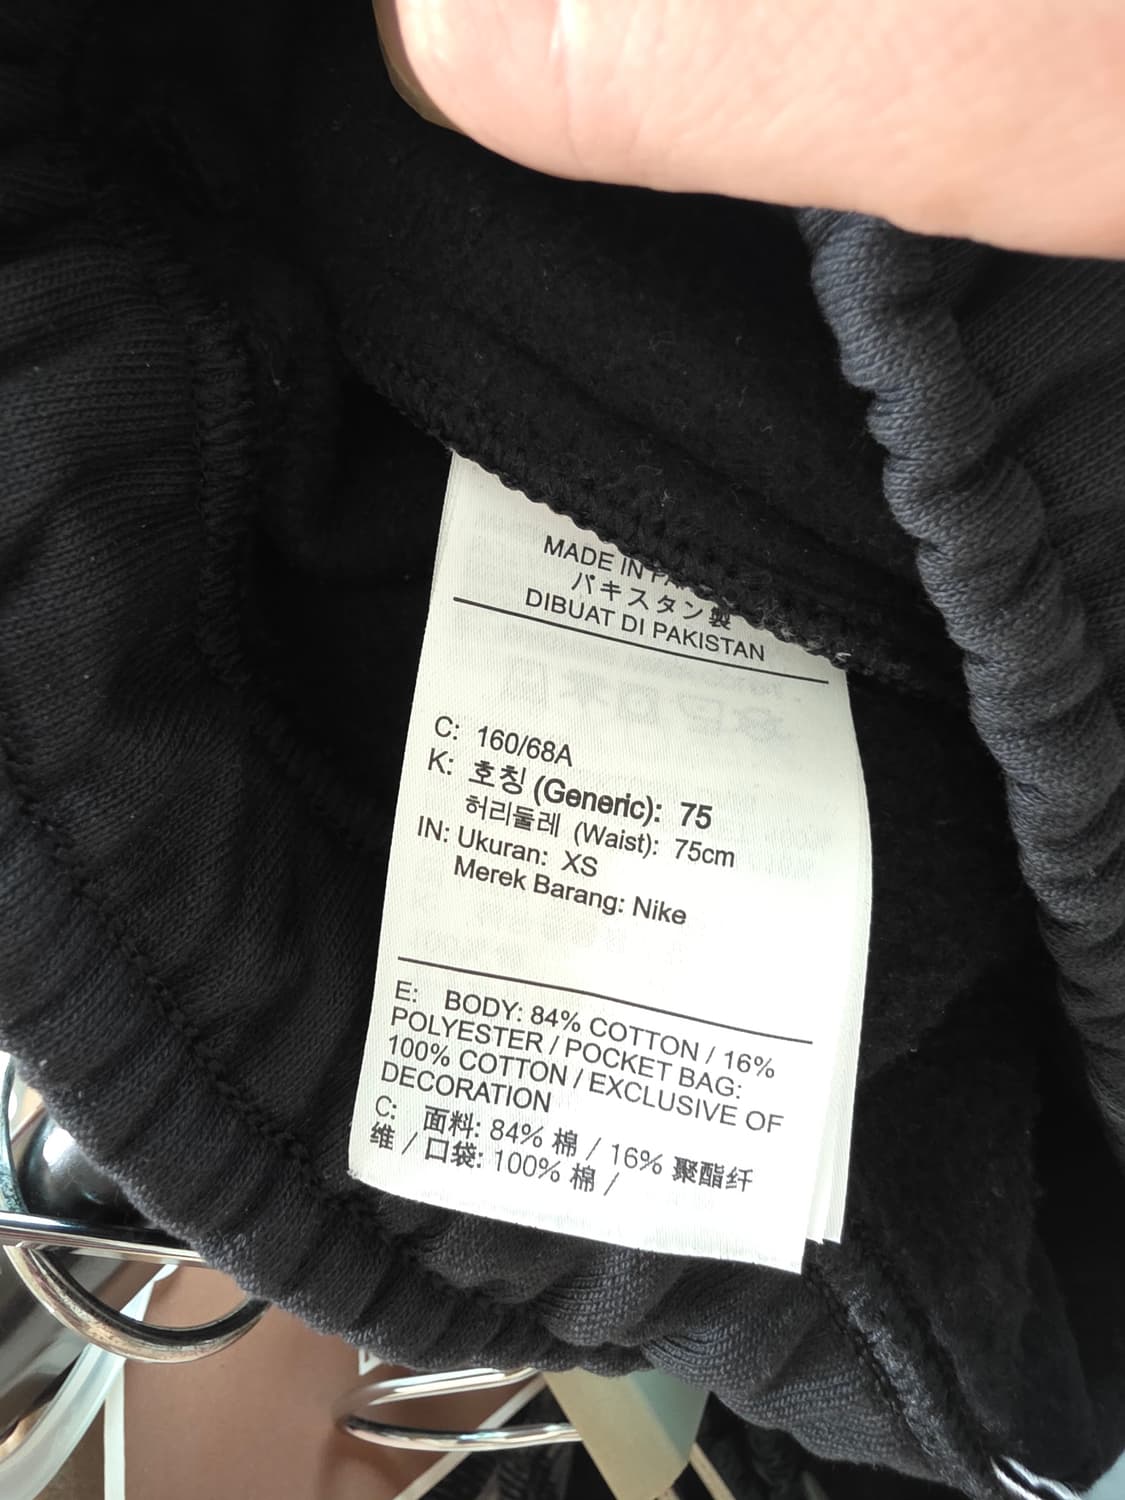 MADE IN PA
パキスタン製
DIBUAT DI PAKISTAN
C: 160/68A
K: 호칭 (Generic): 75
허리둘레 (Waist): 75cm
IN: Ukuran: XS
Merek Barang: Nike
E: BODY: 84% COTTON / 16%
POLYESTER / POCKET BAG:
100% COTTON / EXCLUSIVE OF
DECORATION
C: 面料: 84% 棉 / 16% 聚酯纤
维 / 口袋: 100% 棉 /